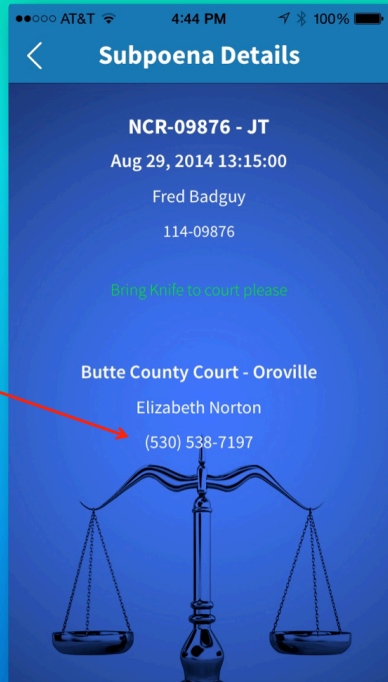 AT&T 4:44 PM 100%
Subpoena Details
NCR-09876 - JT
Aug 29, 2014 13:15:00
Fred Badguy
114-09876
Bring Knife to court please
Butte County Court - Oroville
Elizabeth Norton
(530) 538-7197